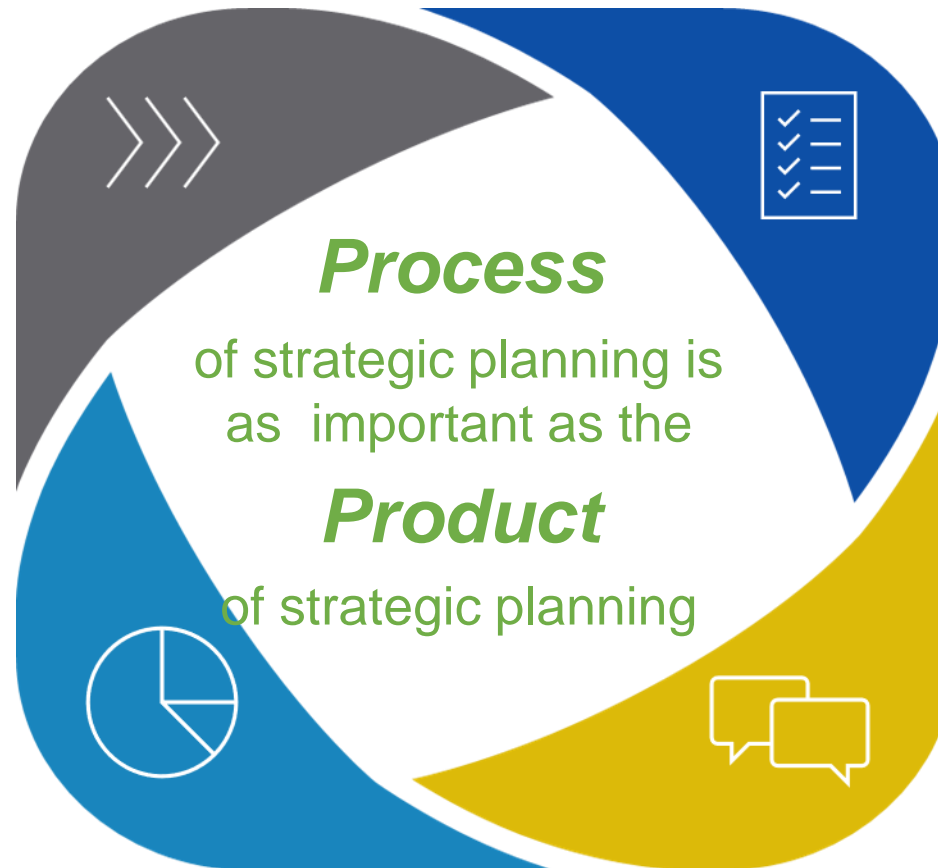 Process
of strategic planning is
as  important as the
Product
of strategic planning